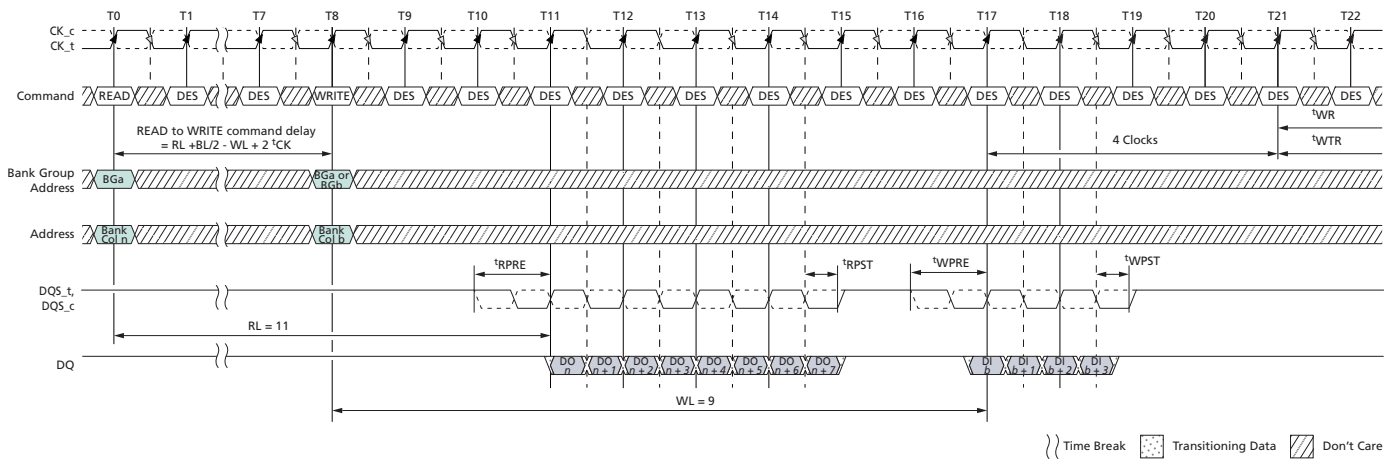 T0 T1 T7 T8 T9 T10 T11 T12 T13 T14 T15 T16 T17 T18 T19 T20 T21 T22
CK_c
CK_t
Command READ DES DES WRITE DES DES DES DES DES DES DES DES DES DES DES DES DES DES
tWR
READ to WRITE command delay
= RL +BL/2 - WL + 2 tCK
4 Clocks
tWTR
Bank Group
Address
BGa
BGa or
BGb
Address
Bank
Col n
Bank
Col b
tRPRE tRPST tWPRE tWPST
DQS_t,
DQS_c
RL = 11
DQ
DO
n
DO
n + 1
DO
n + 2
DO
n + 3
DO
n + 4
DO
n + 5
DO
n + 6
DO
n + 7
DI
b
DI
b + 1
DI
b + 2
DI
b + 3
WL = 9
Time Break Transitioning Data Don't Care